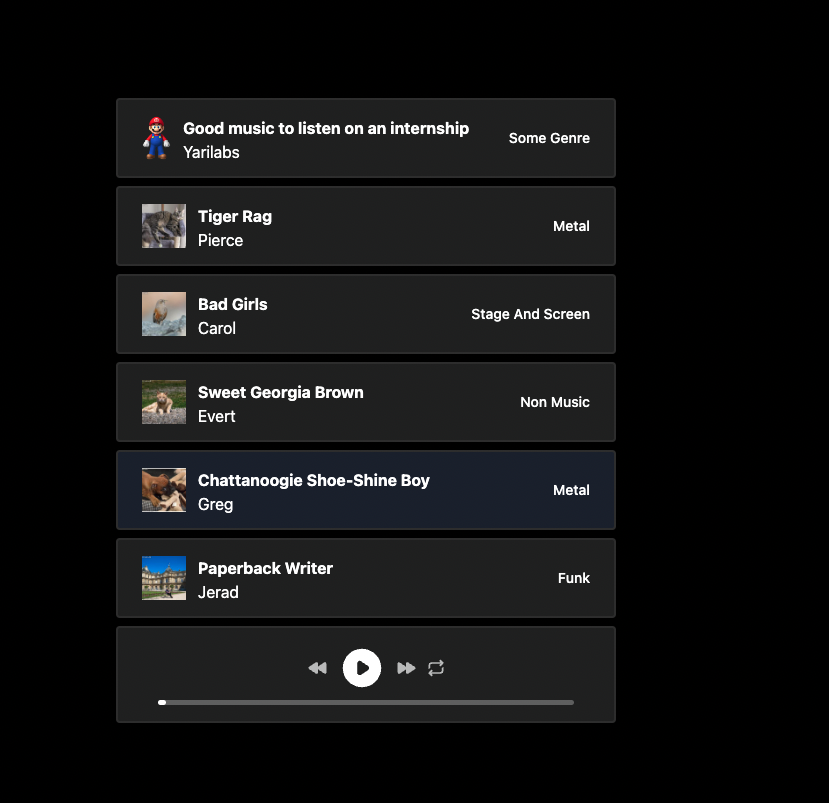 Good music to listen on an internship
Yarilabs
Some Genre
Tiger Rag
Pierce
Metal
Bad Girls
Carol
Stage And Screen
Sweet Georgia Brown
Evert
Non Music
Chattanoogie Shoe-Shine Boy
Greg
Metal
Paperback Writer
Jerad
Funk